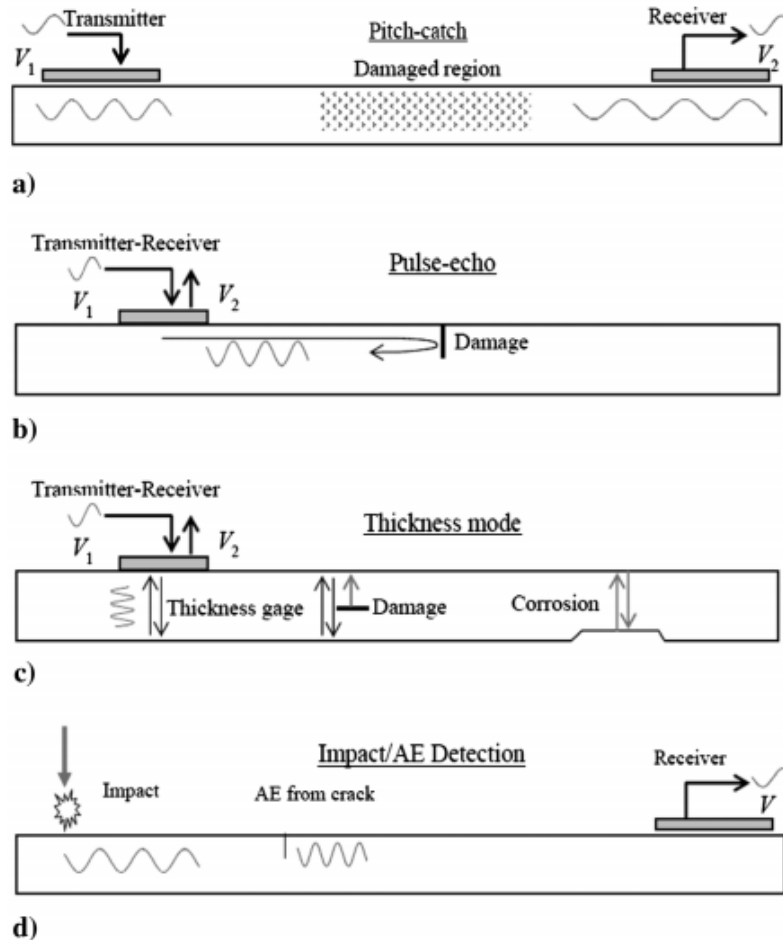 Transmitter
Pitch-catch
Receiver
V1
Damaged region
V2
a)
Transmitter-Receiver
Pulse-echo
V1
V2
Damage
b)
Transmitter-Receiver
Thickness mode
V1
V2
Thickness gage
Damage
Corrosion
c)
Impact/AE Detection
Receiver
Impact
AE from crack
V
d)